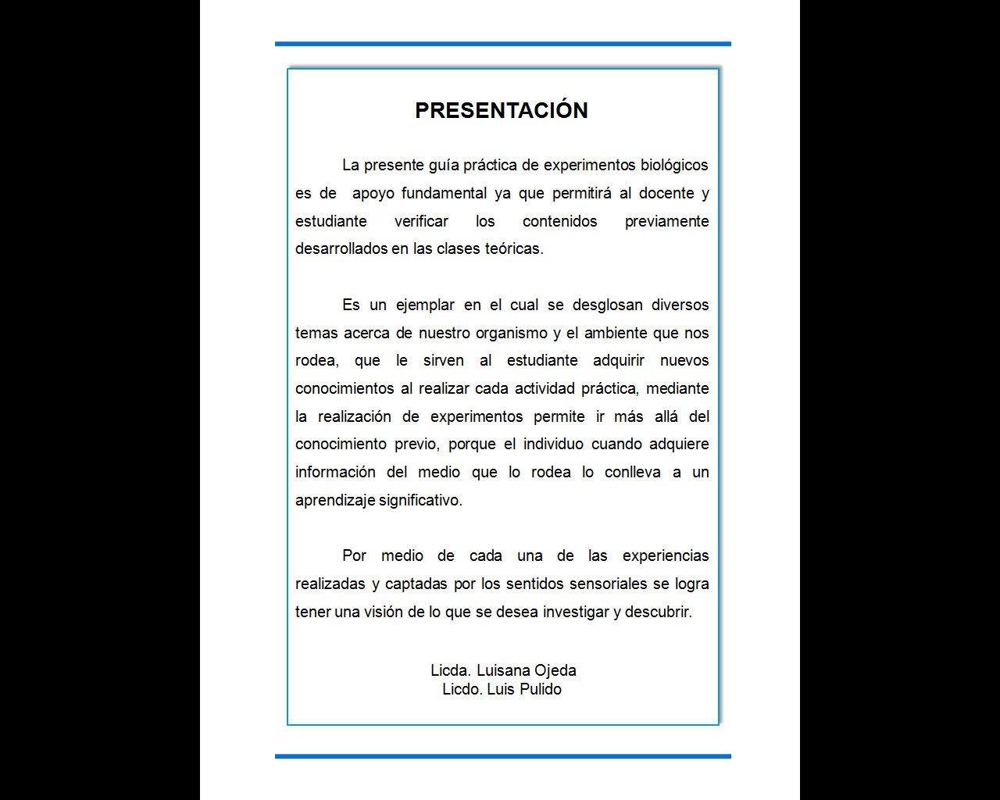 PRESENTACIÓN
La presente guía práctica de experimentos biológicos
es de apoyo fundamental ya que permitirá al docente y
estudiante verificar los contenidos previamente
desarrollados en las clases teóricas.
Es un ejemplar en el cual se desglosan diversos
temas acerca de nuestro organismo y el ambiente que nos
rodea, que le sirven al estudiante adquirir nuevos
conocimientos al realizar cada actividad práctica, mediante
la realización de experimentos permite ir más allá del
conocimiento previo, porque el individuo cuando adquiere
información del medio que lo rodea lo conlleva a un
aprendizaje significativo.
Por medio de cada una de las experiencias
realizadas y captadas por los sentidos sensoriales se logra
tener una visión de lo que se desea investigar y descubrir.
Licda. Luisana Ojeda
Licdo. Luis Pulido